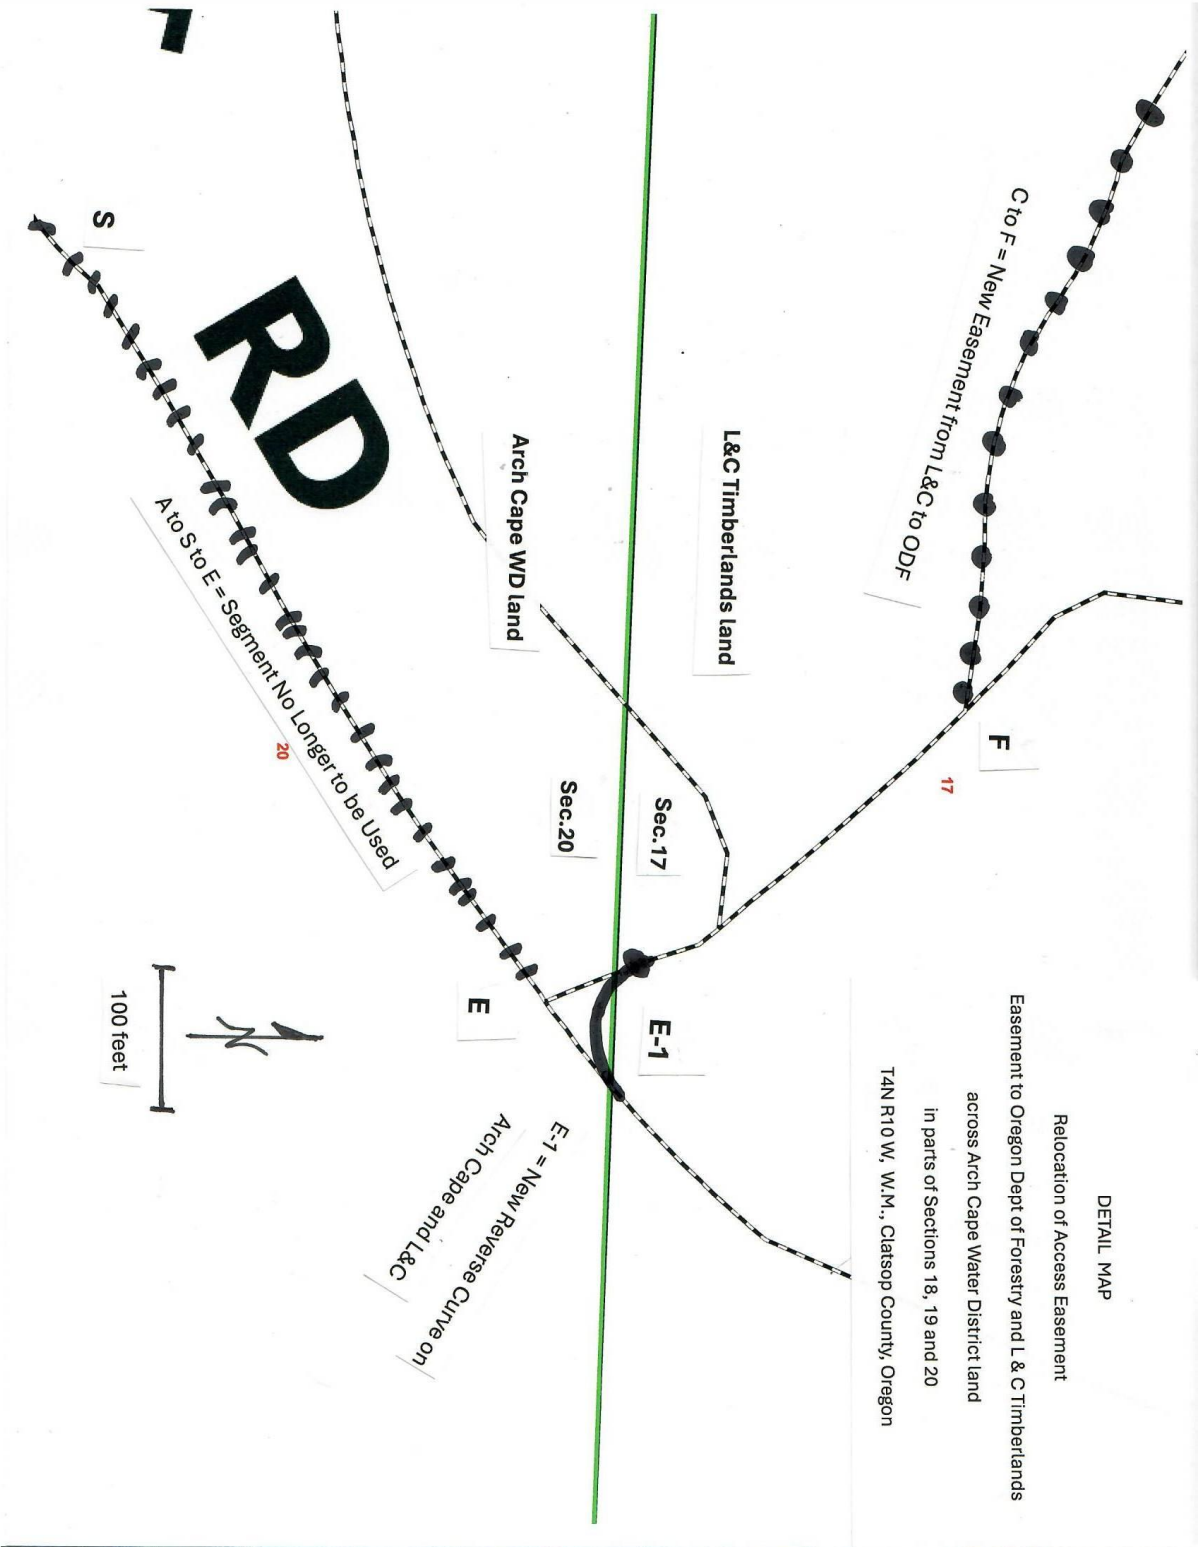 DETAIL MAP
Relocation of Access Easement
Easement to Oregon Dept of Forestry and L & C Timberlands
across Arch Cape Water District land
in parts of Sections 18, 19 and 20
T4N R10 W, W.M., Clatsop County, Oregon
C to F = New Easement from L&C to ODF
F
17
L&C Timberlands land
Sec.17
E-1
Arch Cape WD land
Sec.20
RD
S
A to S to E = Segment No Longer to be Used
20
E
E-1 = New Reverse Curve on
Arch Cape and L&C
N
100 feet